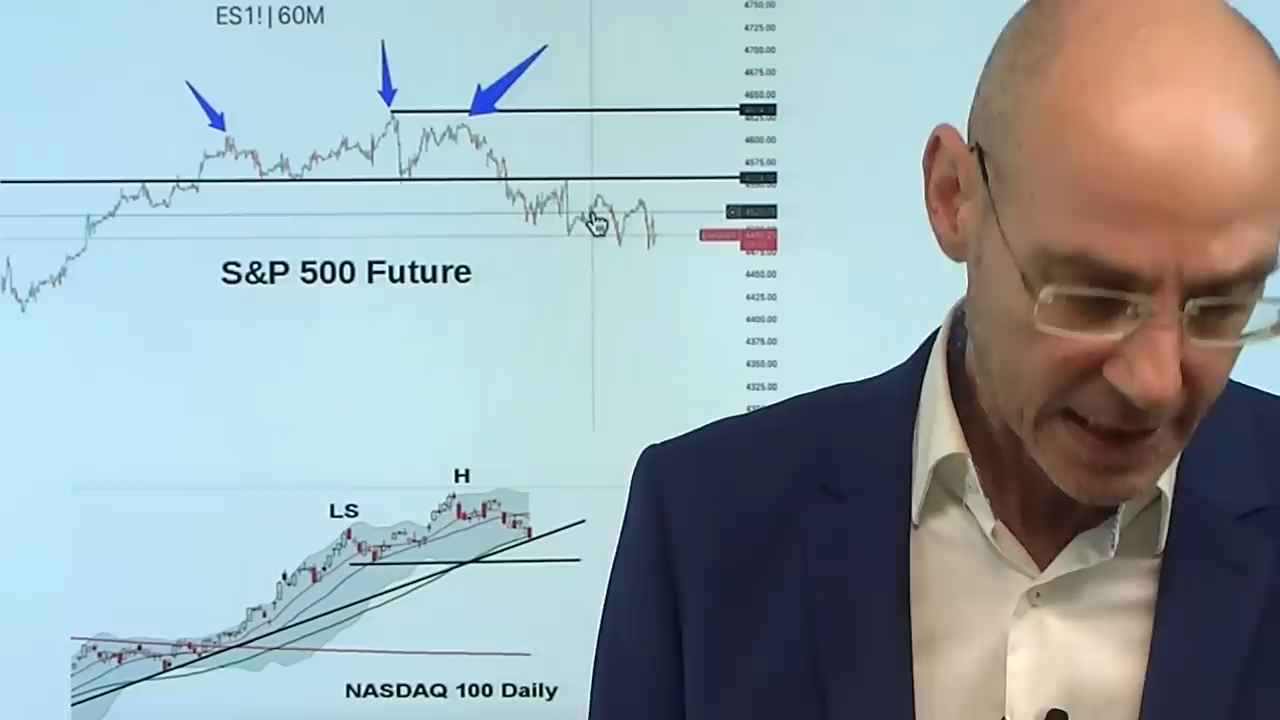 ES1! | 60M
4750.00
4725.00
4700.00
4675.00
4650.00
4625.00
4600.00
4575.00
S&P 500 Future
4450.00
4425.00
4400.00
4375.00
4350.00
4325.00
H
LS
NASDAQ 100 Daily